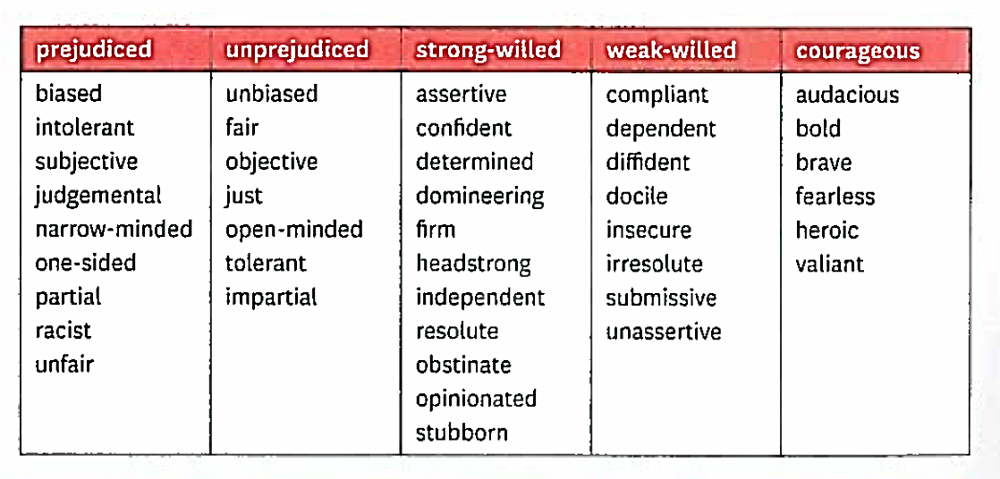 prejudiced unprejudiced strong-willed weak-willed courageous
biased unbiased assertive compliant audacious
intolerant fair confident dependent bold
subjective objective determined diffident brave
judgemental just domineering docile fearless
narrow-minded open-minded firm insecure heroic
one-sided tolerant headstrong irresolute valiant
partial impartial independent submissive
racist resolute unassertive
unfair obstinate
opinionated
stubborn